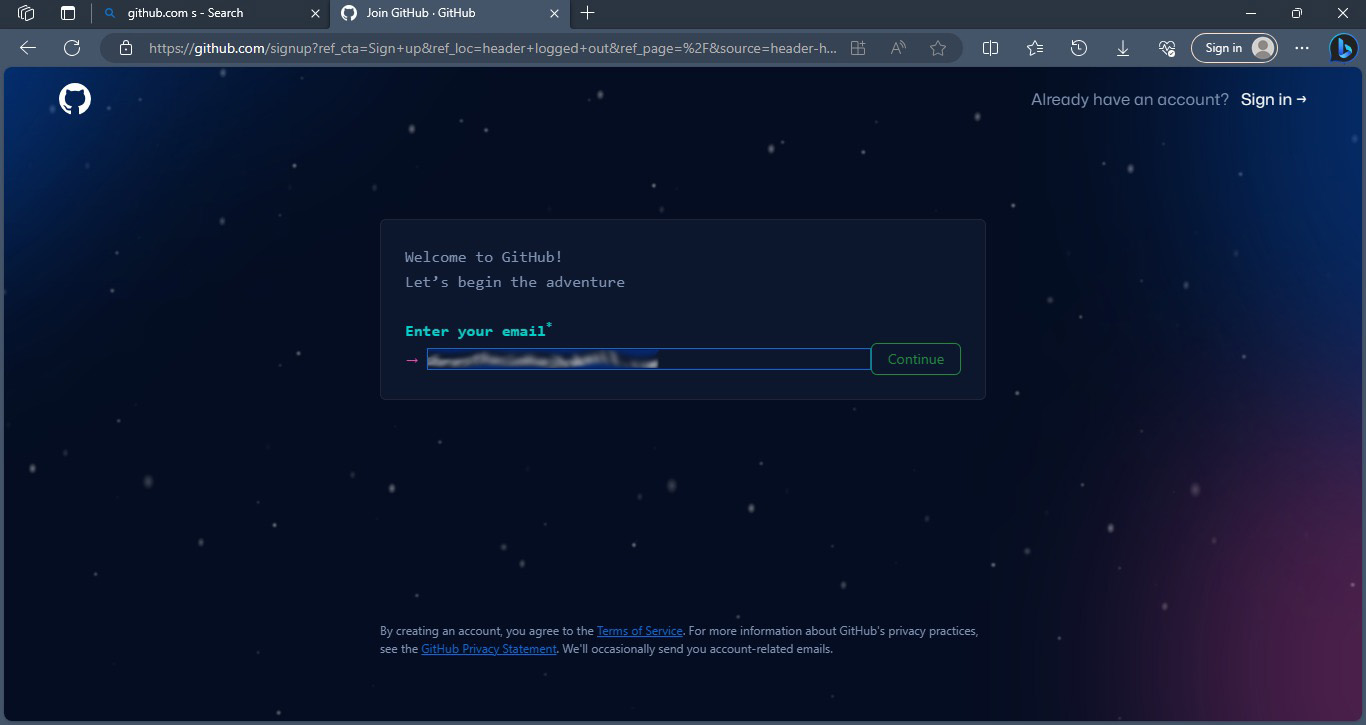 github.com s - Search
Join GitHub · GitHub
https://github.com/signup?ref_cta=Sign+up&ref_loc=header+logged+out&ref_page=%2F&source=header-h...
Sign in
Already have an account? Sign in →
Welcome to GitHub!
Let’s begin the adventure
Enter your email*
→
Continue
By creating an account, you agree to the Terms of Service. For more information about GitHub's privacy practices,
see the GitHub Privacy Statement. We'll occasionally send you account-related emails.